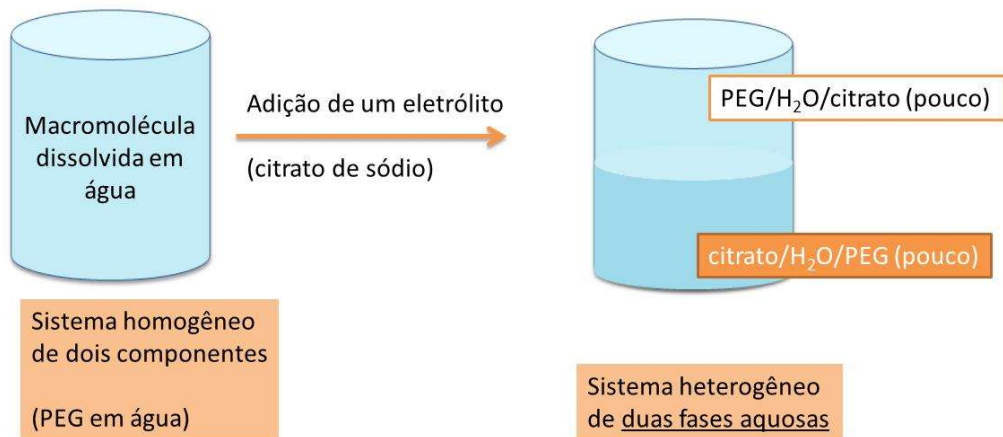 Macromolécula
dissolvida em
água
Adição de um eletrólito
(citrato de sódio)
PEG/H₂O/citrato (pouco)
citrato/H₂O/PEG (pouco)
Sistema homogêneo
de dois componentes
(PEG em água)
Sistema heterogêneo
de duas fases aquosas